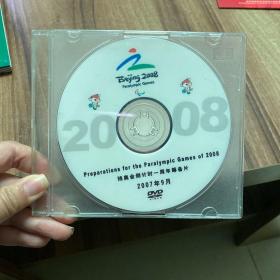 Beijing 2008
Paralympic Games
2008
Preparations for the Paralympic Games of 2008
残奥会倒计时一周年筹备片
2007年9月
DVD